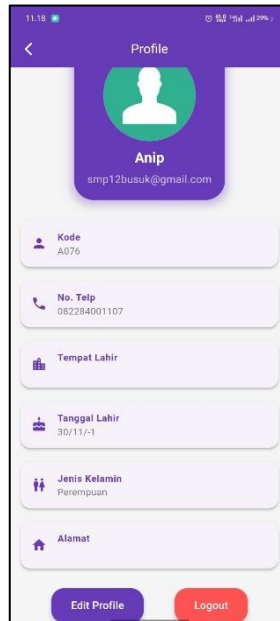 11.18
29%
Profile
Anip
smp12busuk@gmail.com
Kode
A076
No. Telp
082284001107
Tempat Lahir
Tanggal Lahir
30/11/-1
Jenis Kelamin
Perempuan
Alamat
Edit Profile
Logout